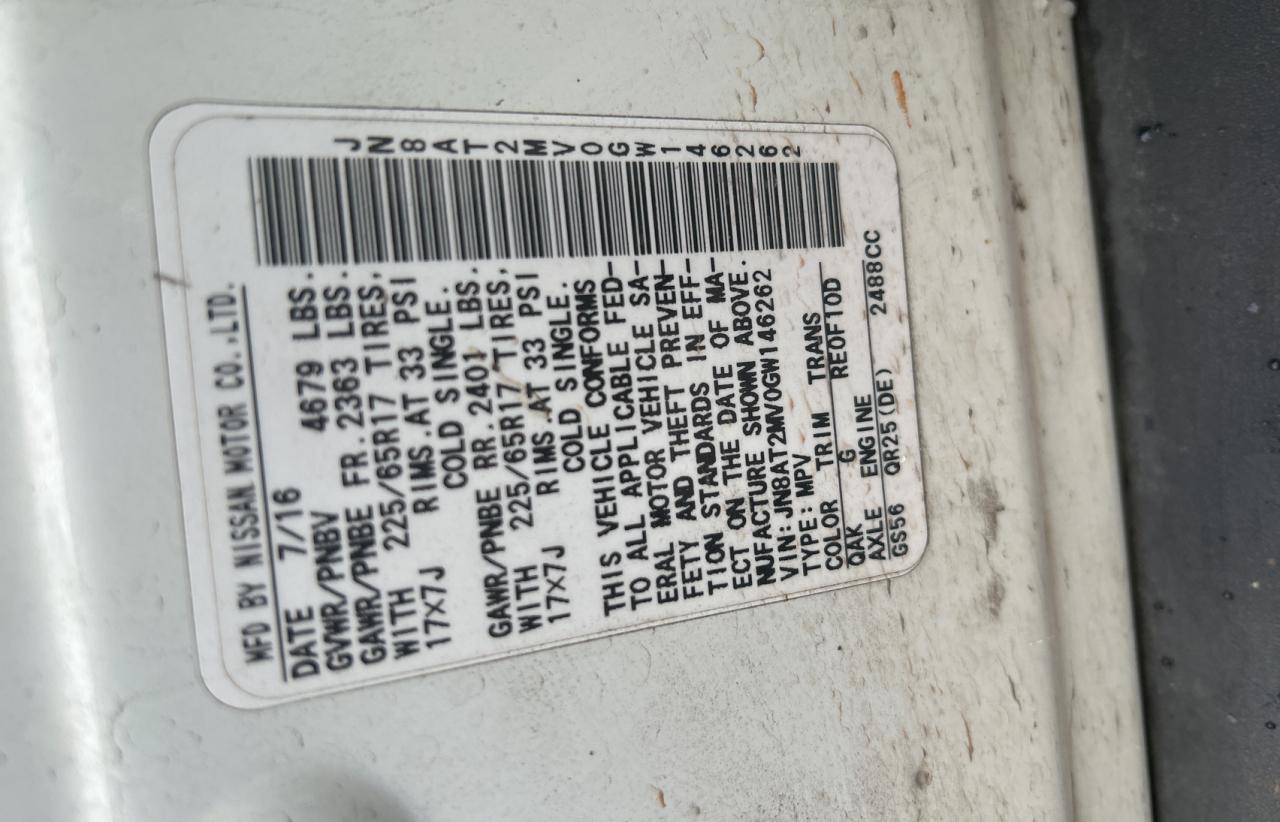 MFD BY NISSAN MOTOR CO.,LTD.
DATE 7/16
GVWR/PNBV 4679 LBS.
GAWR/PNBE FR.2363 LBS.
WITH 225/65R17 TIRES,
17X7J RIMS.AT 33 PSI
COLD SINGLE.
GAWR/PNBE RR.2401 LBS.
WITH 225/65R17 TIRES,
17X7J RIMS.AT 33 PSI
COLD SINGLE.
THIS VEHICLE CONFORMS
TO ALL APPLICABLE FED-
ERAL MOTOR VEHICLE SA-
FETY AND THEFT PREVEN-
TION STANDARDS IN EFF-
ECT ON THE DATE OF MA-
NUFACTURE SHOWN ABOVE.
VIN:JN8AT2MV0GW146262
TYPE:MPV
COLOR TRIM TRANS
QAK G RE0F10D
AXLE ENGINE
GS56 QR25(DE) 2488CC
JN8AT2MV0GW146262